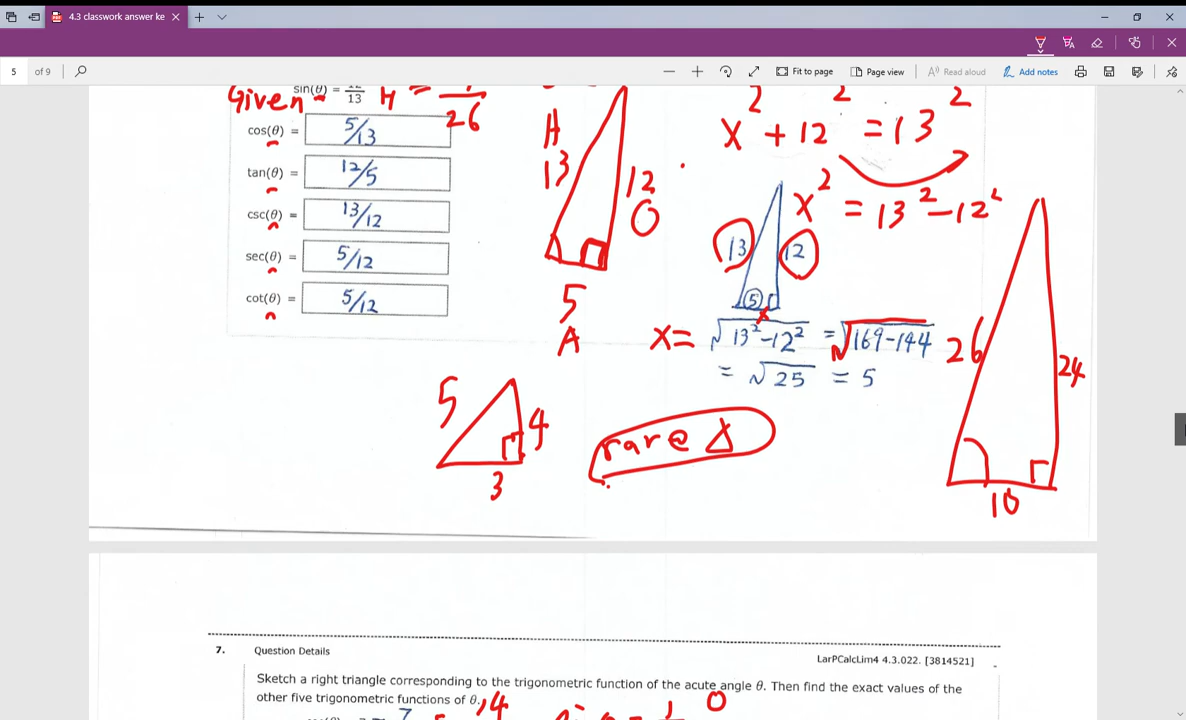 4.3 classwork answer ke
5 of 9
Fit to page
Page view
Read aloud
Add notes
Given sin(θ) = 12/13
H = 
26
cos(θ) = 5/13
tan(θ) = 12/5
csc(θ) = 13/12
sec(θ) = 5/12
cot(θ) = 5/12
H
13
12
O
5
A
x² + 12² = 13²
x² = 13² - 12²
13
12
5
x
x = √13²-12² = √169-144
= √25 = 5
26
24
10
5
4
3
rare Δ
7. Question Details
LarPCalcLim4 4.3.022. [3814521]
Sketch a right triangle corresponding to the trigonometric function of the acute angle θ. Then find the exact values of the
other five trigonometric functions of θ.